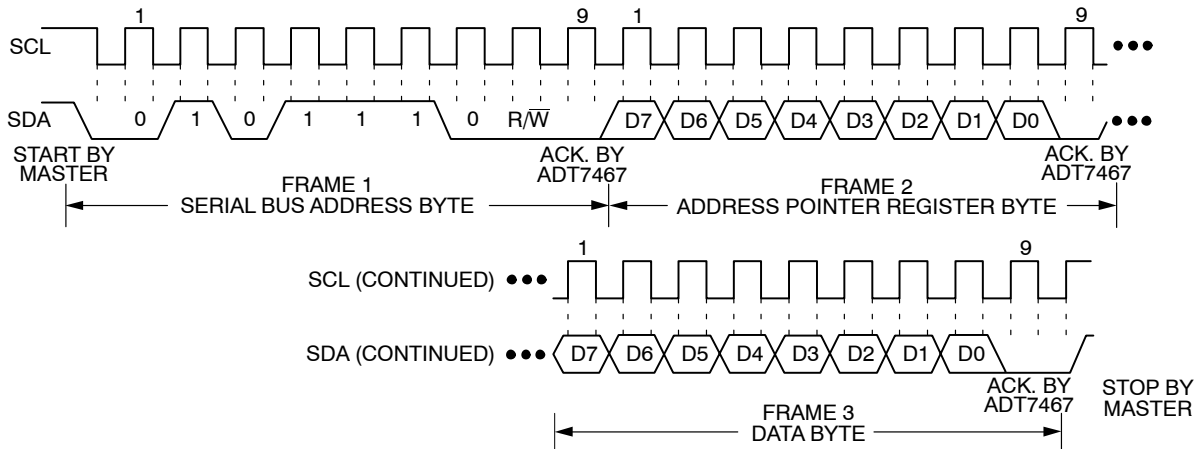 1 9 1 9
SCL
SDA 0 1 0 1 1 1 0 R/W̅ D7 D6 D5 D4 D3 D2 D1 D0
START BY MASTER
ACK. BY ADT7467
ACK. BY ADT7467
FRAME 1
SERIAL BUS ADDRESS BYTE
FRAME 2
ADDRESS POINTER REGISTER BYTE
1 9
SCL (CONTINUED)
SDA (CONTINUED) D7 D6 D5 D4 D3 D2 D1 D0
ACK. BY ADT7467
STOP BY MASTER
FRAME 3
DATA BYTE